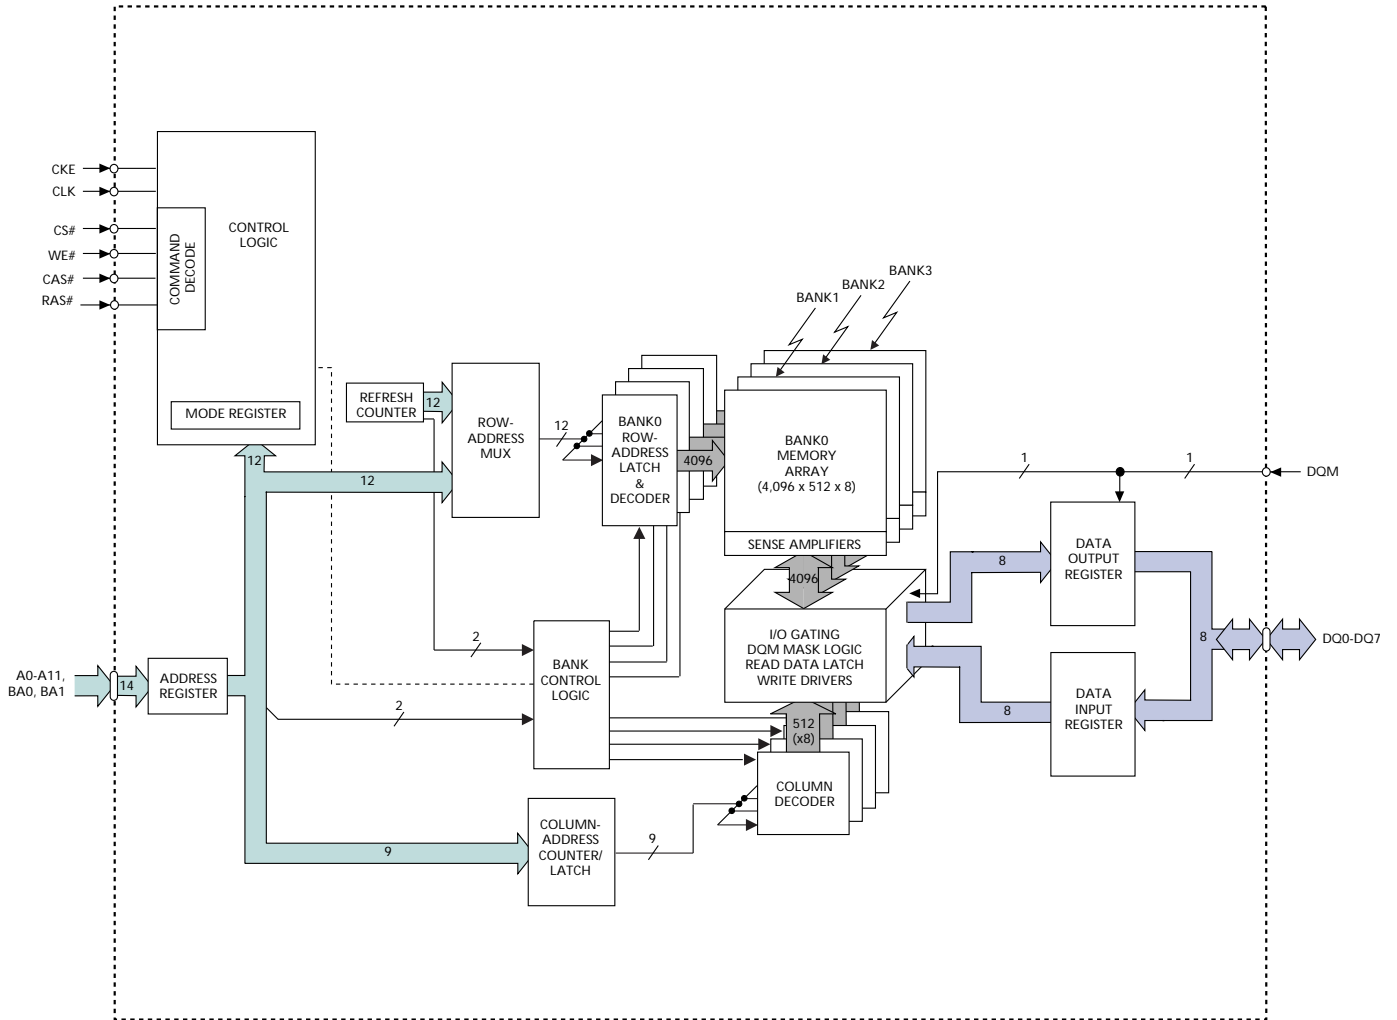 CKE
CLK
CS#
WE#
CAS#
RAS#
COMMAND
DECODE
CONTROL
LOGIC
MODE REGISTER
12
12
REFRESH
COUNTER
12
ROW-
ADDRESS
MUX
12
BANK0
ROW-
ADDRESS
LATCH
&
DECODER
4096
BANK1
BANK2
BANK3
BANK0
MEMORY
ARRAY
(4,096 x 512 x 8)
SENSE AMPLIFIERS
4096
I/O GATING
DQM MASK LOGIC
READ DATA LATCH
WRITE DRIVERS
512
(x8)
COLUMN
DECODER
2
BANK
CONTROL
LOGIC
2
A0-A11,
BA0, BA1
14
ADDRESS
REGISTER
9
COLUMN-
ADDRESS
COUNTER/
LATCH
9
1
1
DQM
DATA
OUTPUT
REGISTER
8
8
DQ0-DQ7
DATA
INPUT
REGISTER
8